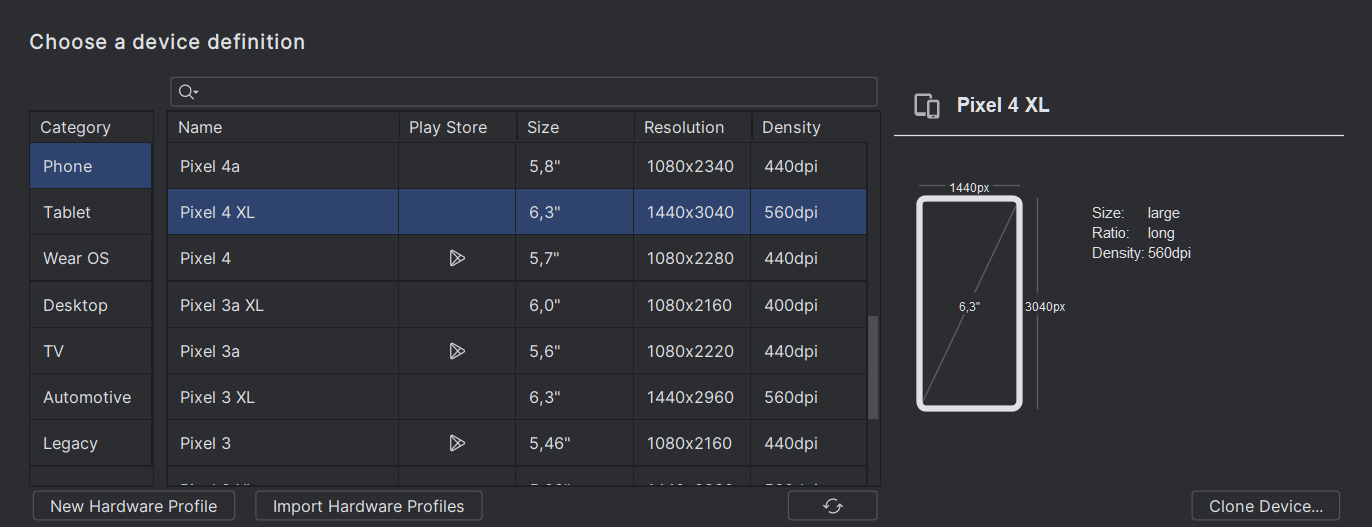 Choose a device definition
Category
Name Play Store Size Resolution Density
Phone
Tablet
Wear OS
Desktop
TV
Automotive
Legacy
Pixel 4a 5,8" 1080x2340 440dpi
Pixel 4 XL 6,3" 1440x3040 560dpi
Pixel 4 5,7" 1080x2280 440dpi
Pixel 3a XL 6,0" 1080x2160 400dpi
Pixel 3a 5,6" 1080x2220 440dpi
Pixel 3 XL 6,3" 1440x2960 560dpi
Pixel 3 5,46" 1080x2160 440dpi
New Hardware Profile
Import Hardware Profiles
Pixel 4 XL
1440px
6,3"
3040px
Size: large
Ratio: long
Density: 560dpi
Clone Device...